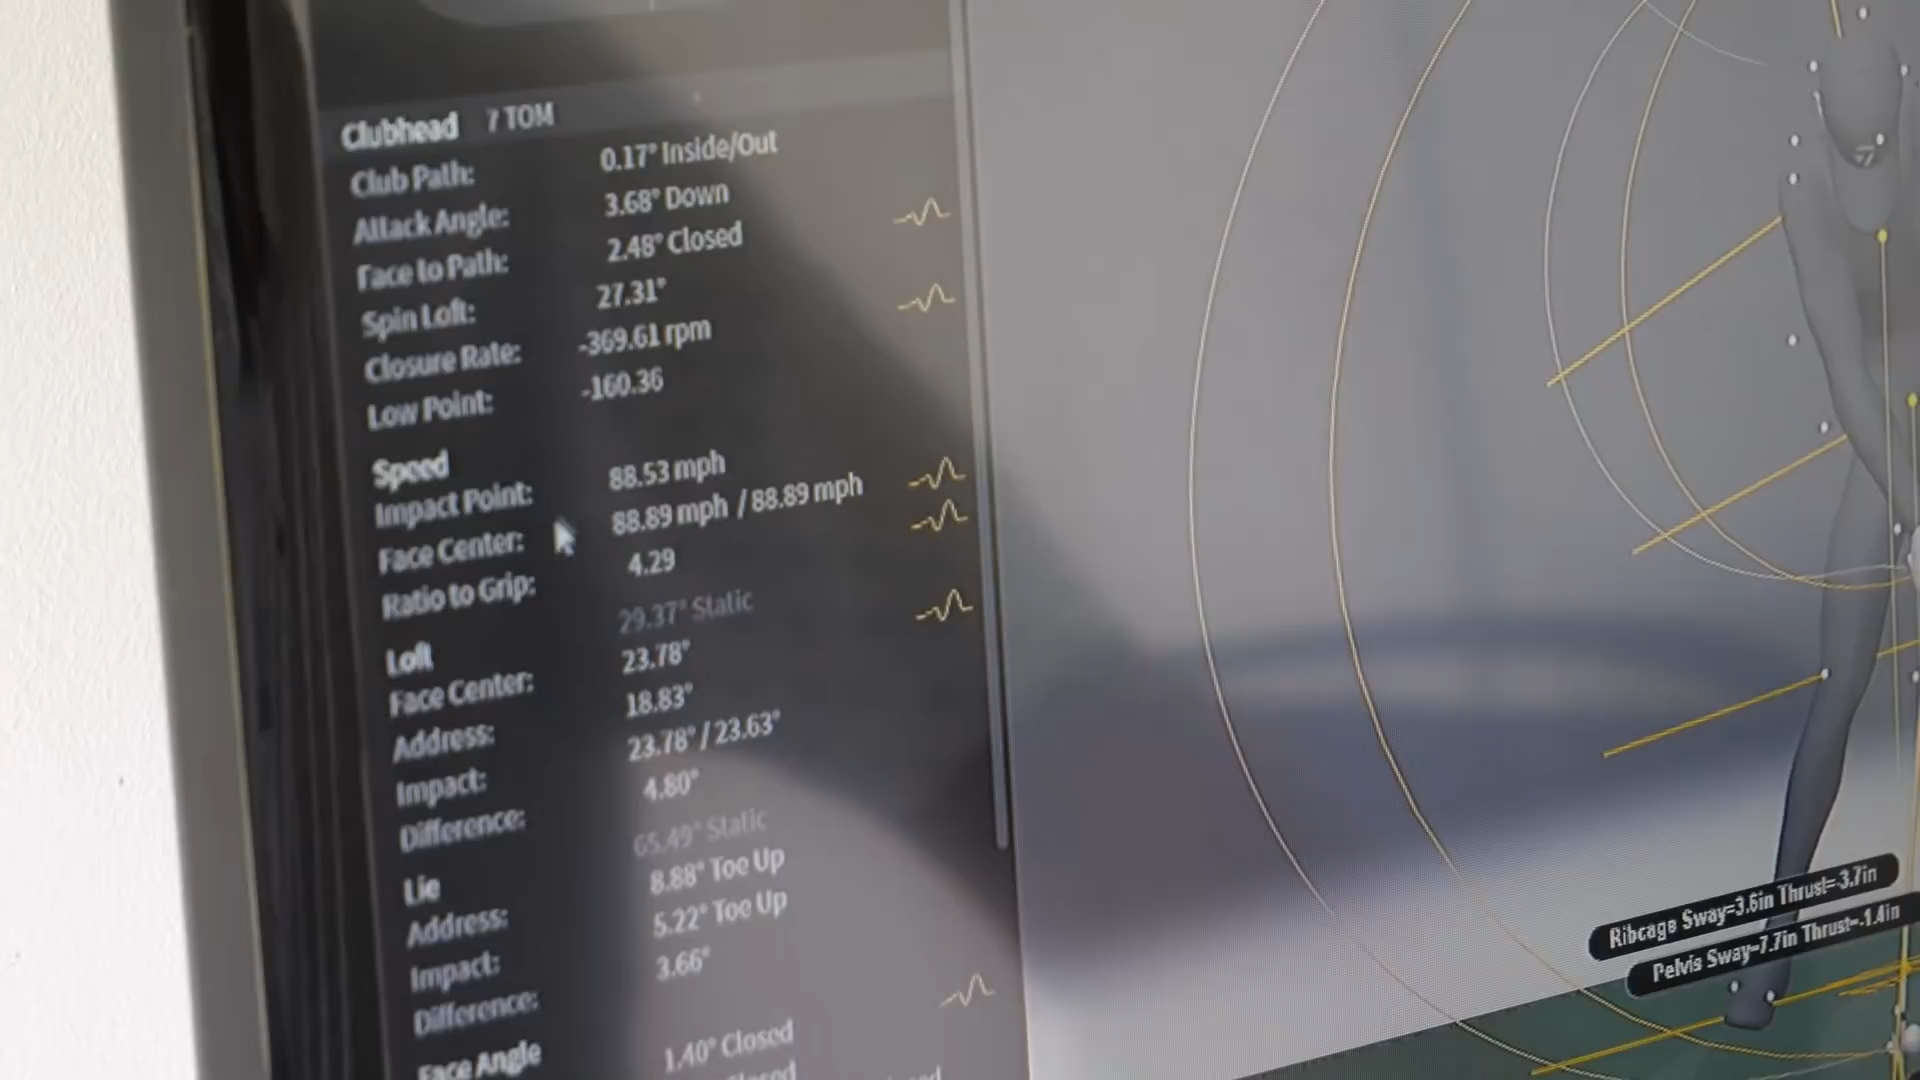 Clubhead 7 TOM
Club Path: 0.17° Inside/Out
Attack Angle: 3.68° Down
Face to Path: 2.48° Closed
Spin Loft: 27.31°
Closure Rate: -369.61 rpm
Low Point: -160.36
Speed
Impact Point: 88.53 mph
Face Center: 88.89 mph / 88.89 mph
Ratio to Grip: 4.29
Loft 29.37° Static
Face Center: 23.78°
Address: 18.83°
Impact: 23.78° / 23.63°
Difference: 4.80°
Lie 65.49° Static
Address: 8.88° Toe Up
Impact: 5.22° Toe Up
Difference: 3.66°
Face Angle
1.40° Closed
Ribcage Sway=3.6in Thrust=-3.7in
Pelvis Sway=7.7in Thrust=-1.4in